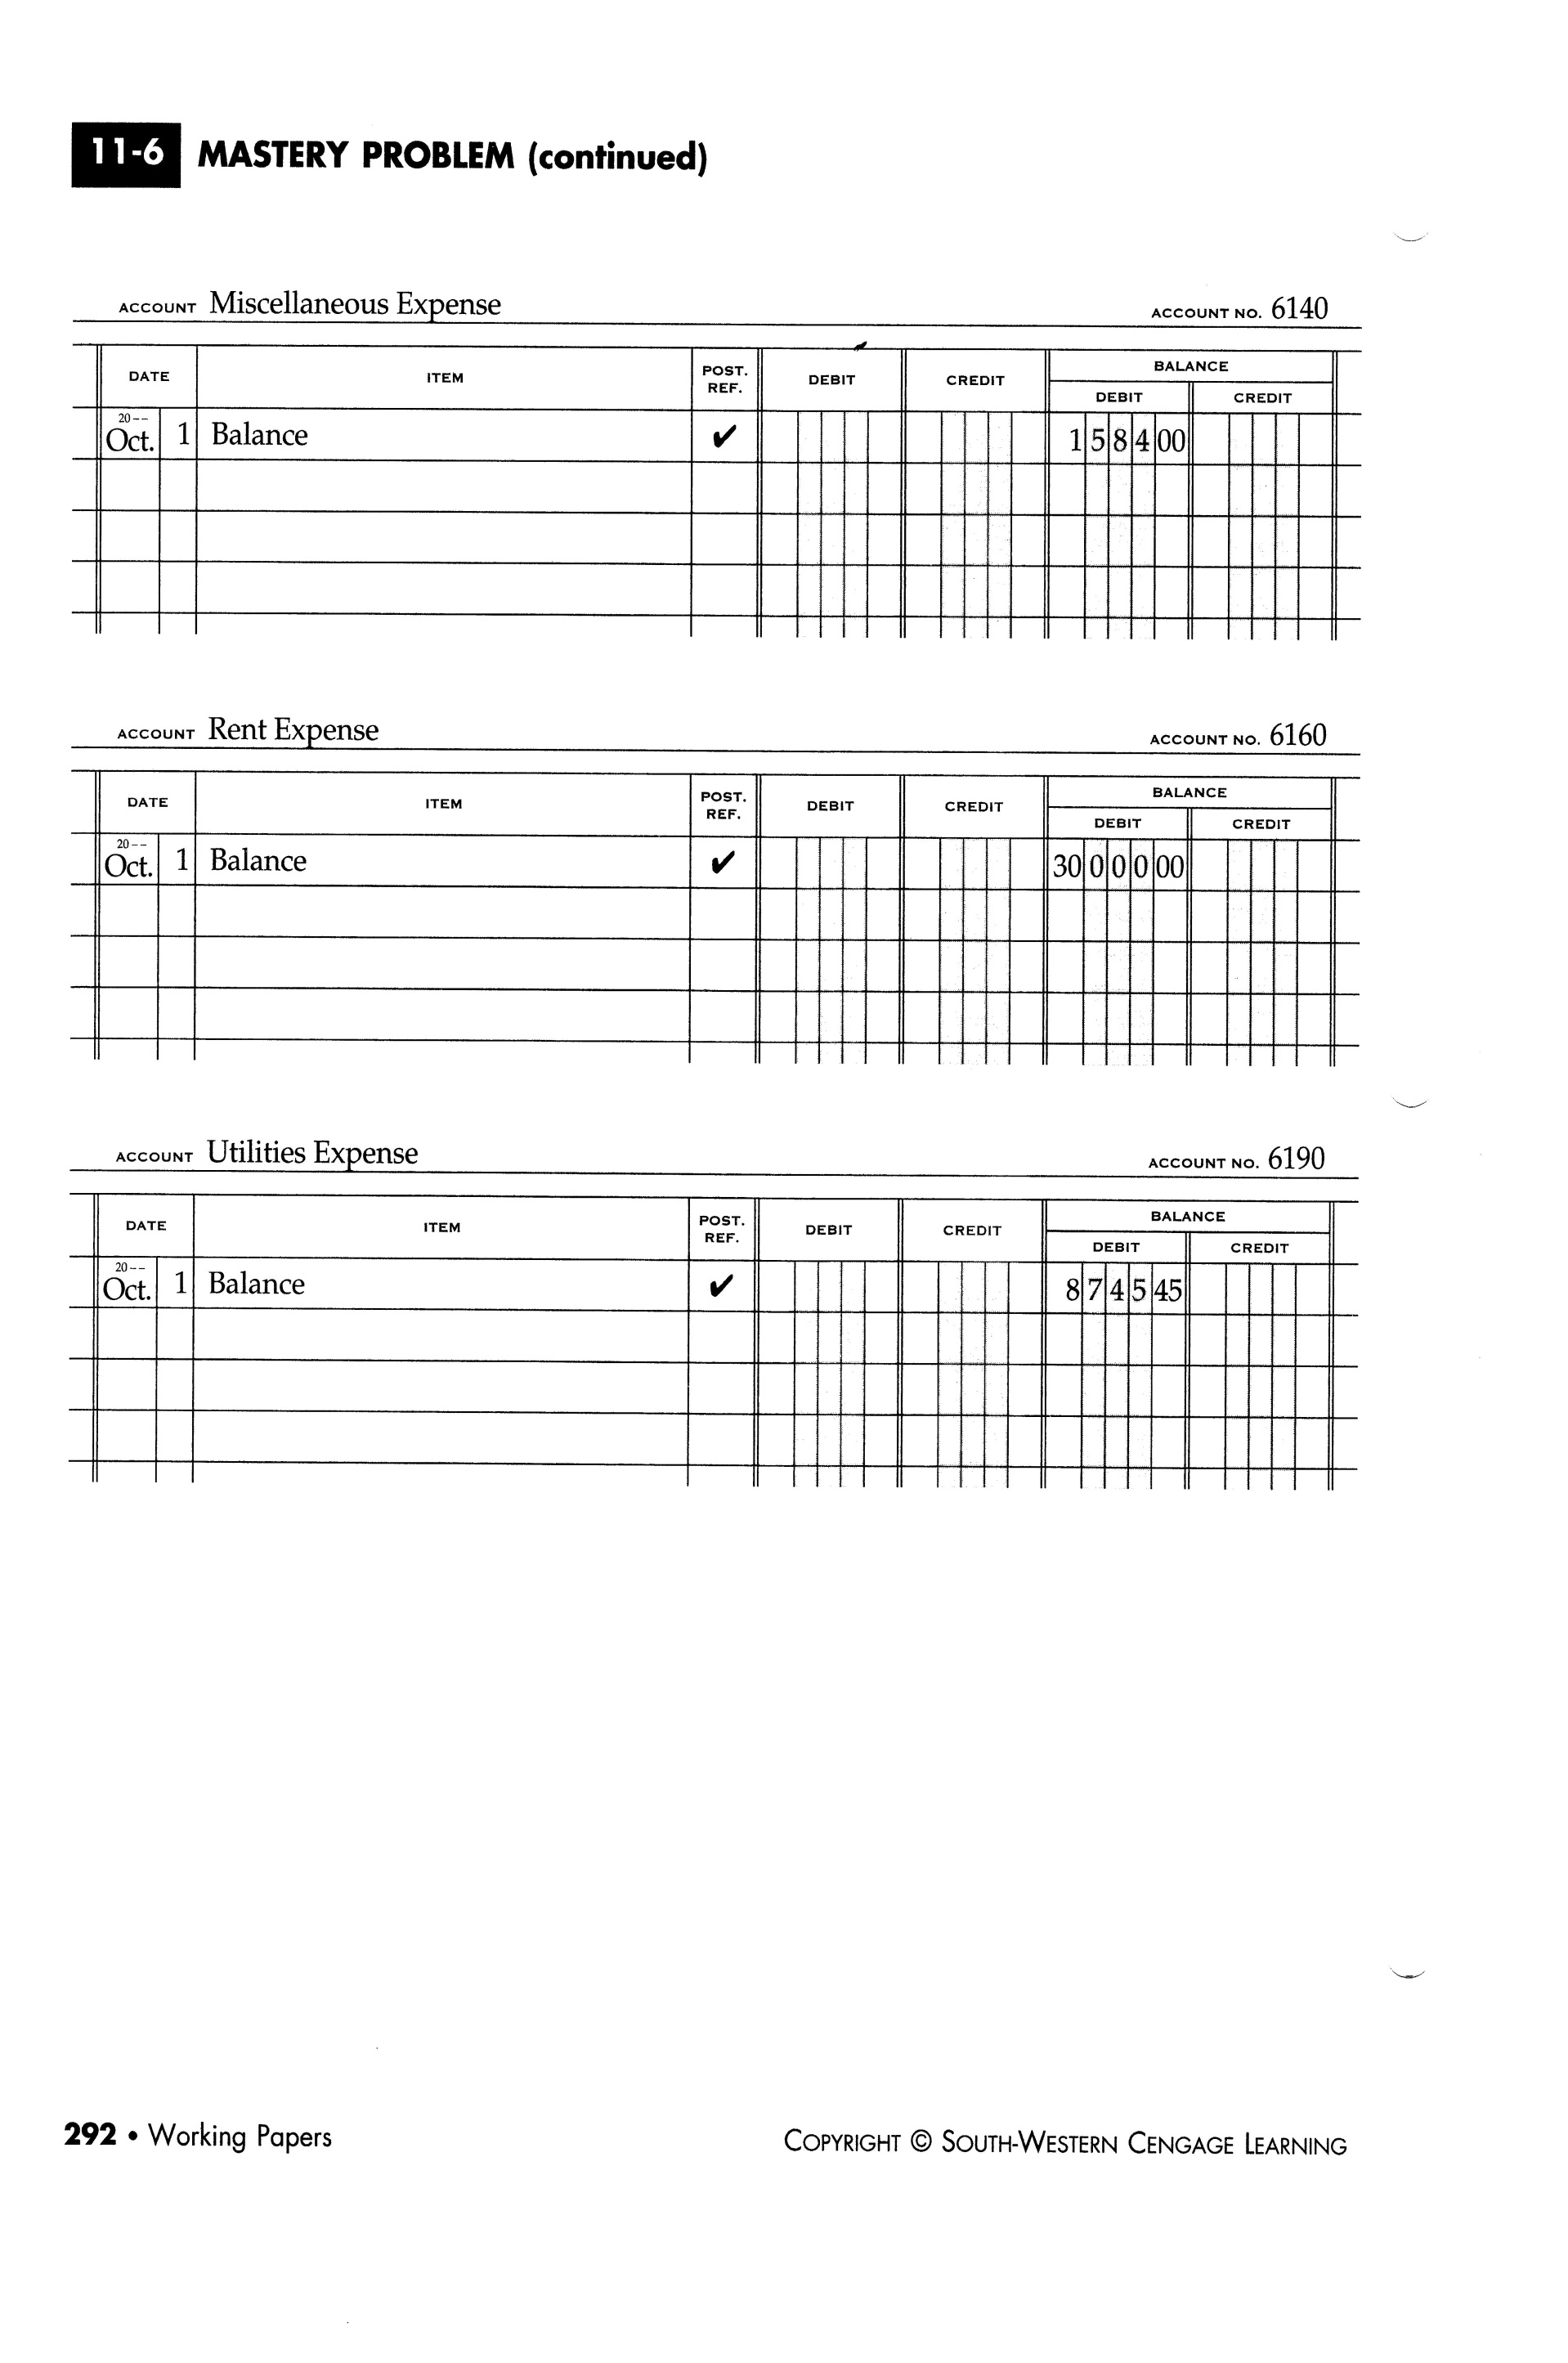 11-6 MASTERY PROBLEM (continued)
ACCOUNT Miscellaneous Expense ACCOUNT NO. 6140
DATE ITEM POST. REF. DEBIT CREDIT BALANCE
DEBIT CREDIT
20--
Oct. 1 Balance ✔ 1 5 8 4 00
ACCOUNT Rent Expense ACCOUNT NO. 6160
DATE ITEM POST. REF. DEBIT CREDIT BALANCE
DEBIT CREDIT
20--
Oct. 1 Balance ✔ 30 0 0 0 00
ACCOUNT Utilities Expense ACCOUNT NO. 6190
DATE ITEM POST. REF. DEBIT CREDIT BALANCE
DEBIT CREDIT
20--
Oct. 1 Balance ✔ 8 7 4 5 45
292 • Working Papers COPYRIGHT © SOUTH-WESTERN CENGAGE LEARNING